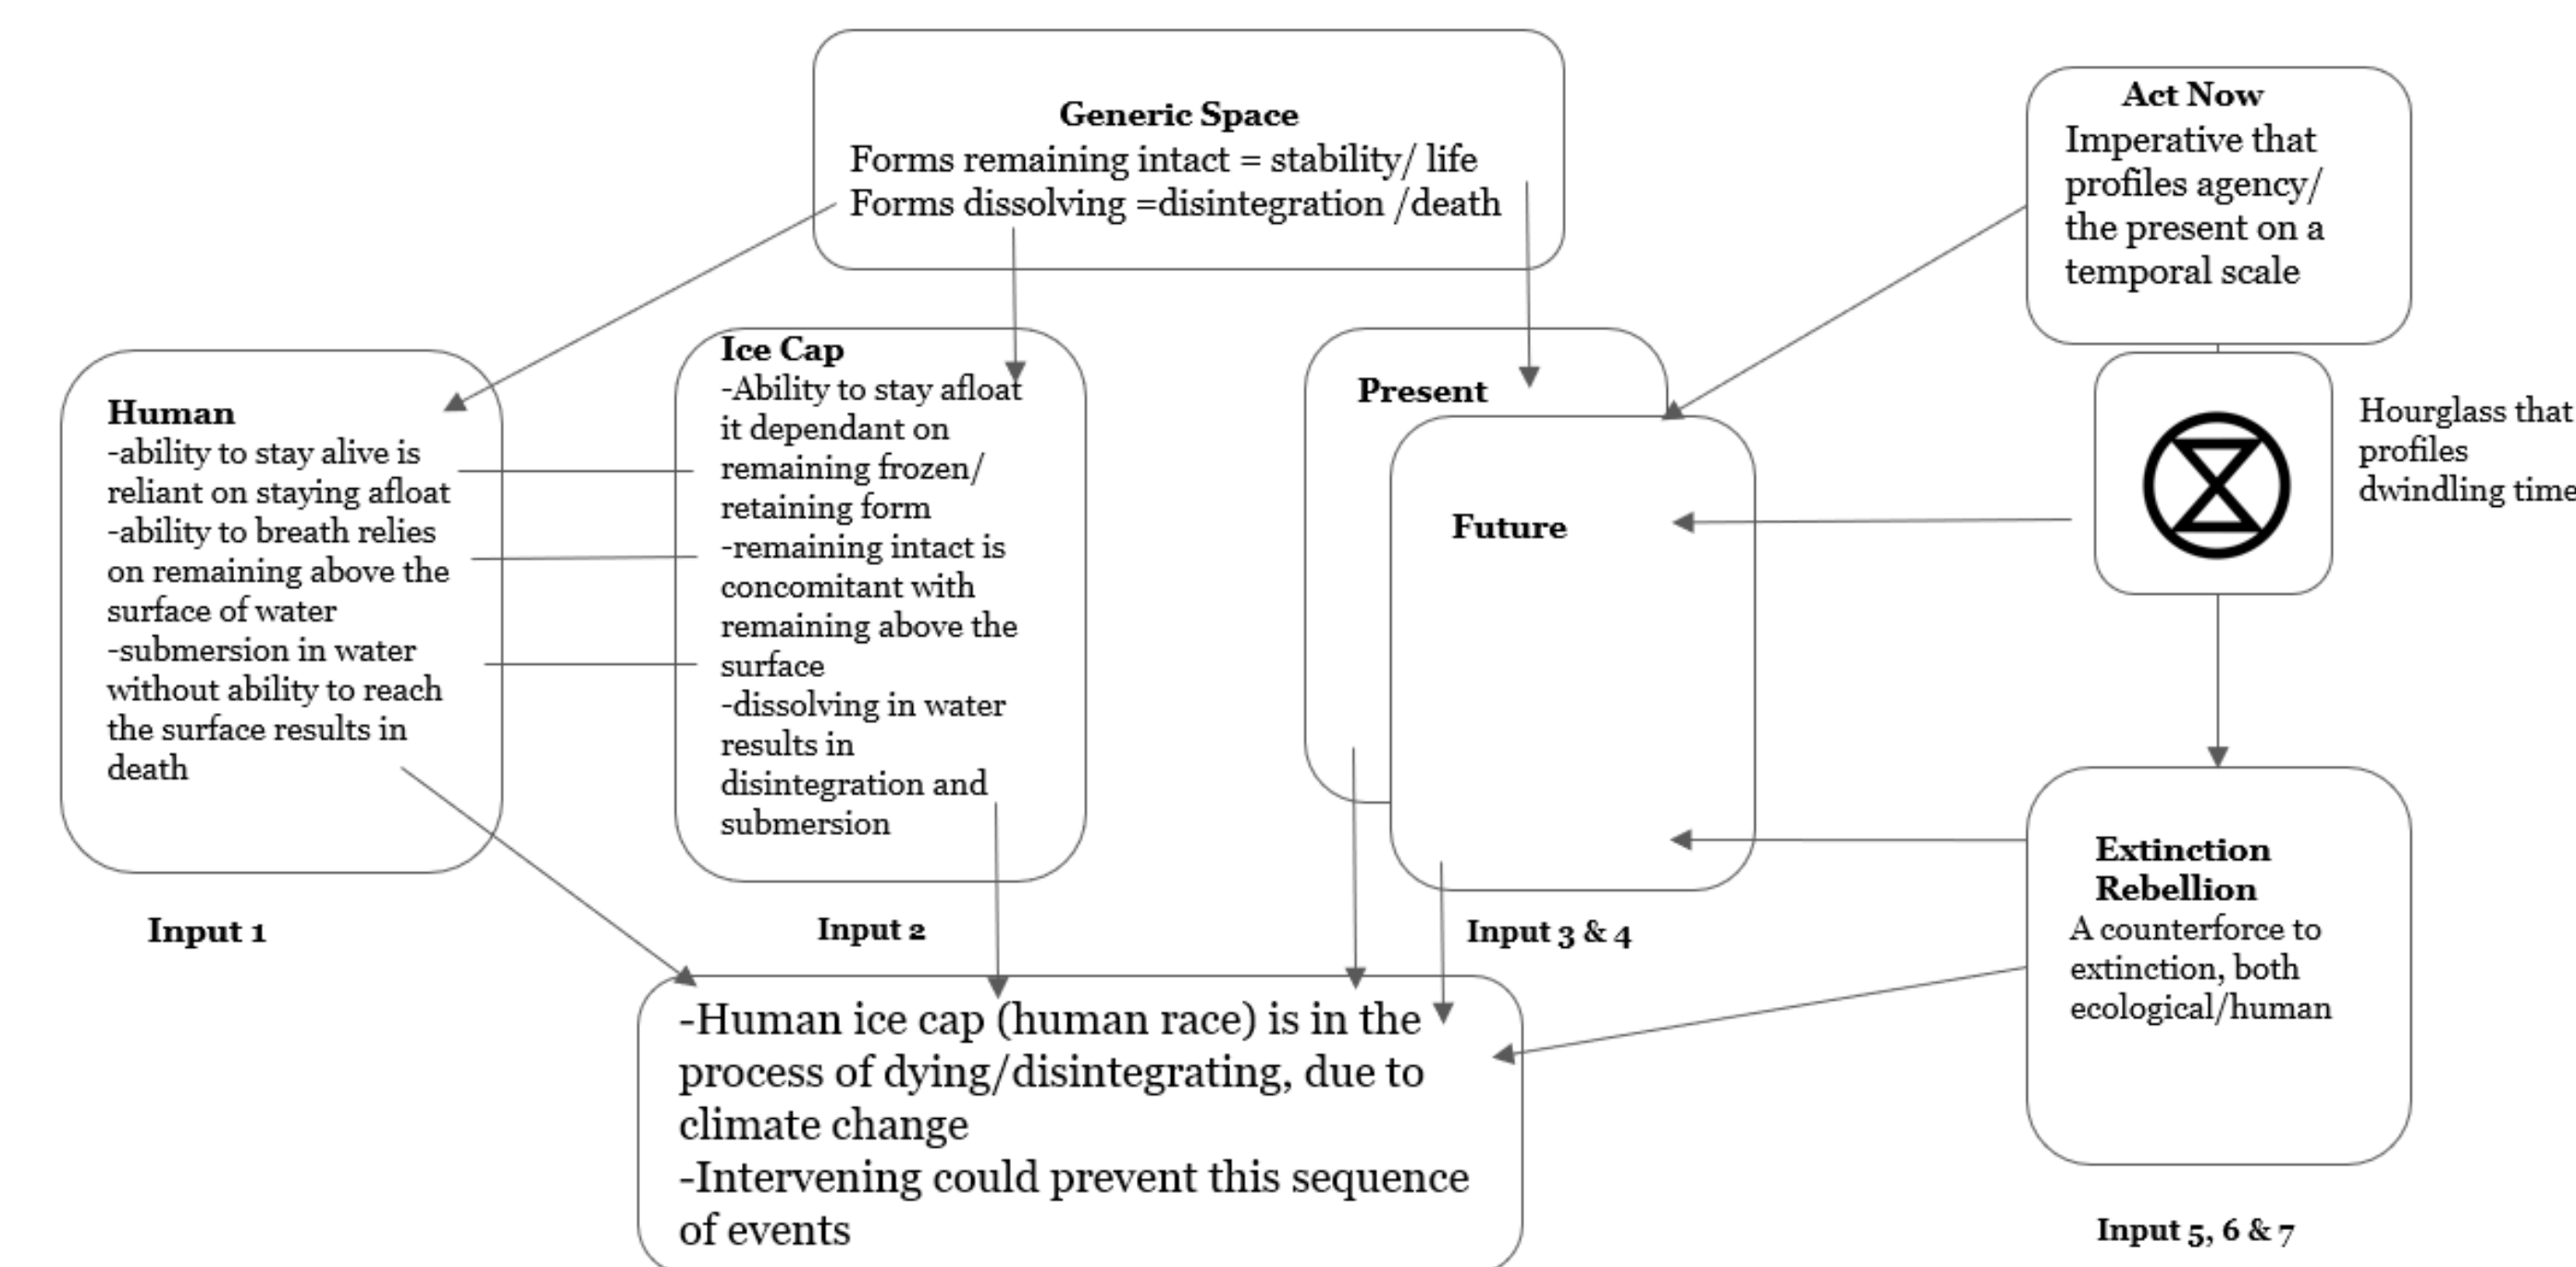 Generic Space
Forms remaining intact = stability/ life
Forms dissolving =disintegration /death
Act Now
Imperative that
profiles agency/
the present on a
temporal scale
Human
-ability to stay alive is
reliant on staying afloat
-ability to breath relies
on remaining above the
surface of water
-submersion in water
without ability to reach
the surface results in
death
Input 1
Ice Cap
-Ability to stay afloat
it dependant on
remaining frozen/
retaining form
-remaining intact is
concomitant with
remaining above the
surface
-dissolving in water
results in
disintegration and
submersion
Input 2
Present
Future
Input 3 & 4
Hourglass that
profiles
dwindling time
Extinction
Rebellion
A counterforce to
extinction, both
ecological/human
Input 5, 6 & 7
-Human ice cap (human race) is in the
process of dying/disintegrating, due to
climate change
-Intervening could prevent this sequence
of events